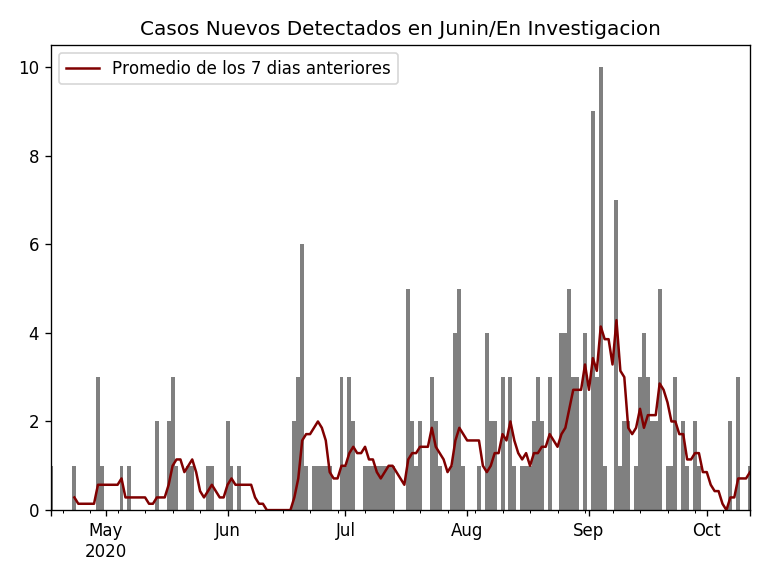 Casos Nuevos Detectados en Junin/En Investigacion
Promedio de los 7 dias anteriores
10
8
6
4
2
0
May
2020
Jun
Jul
Aug
Sep
Oct